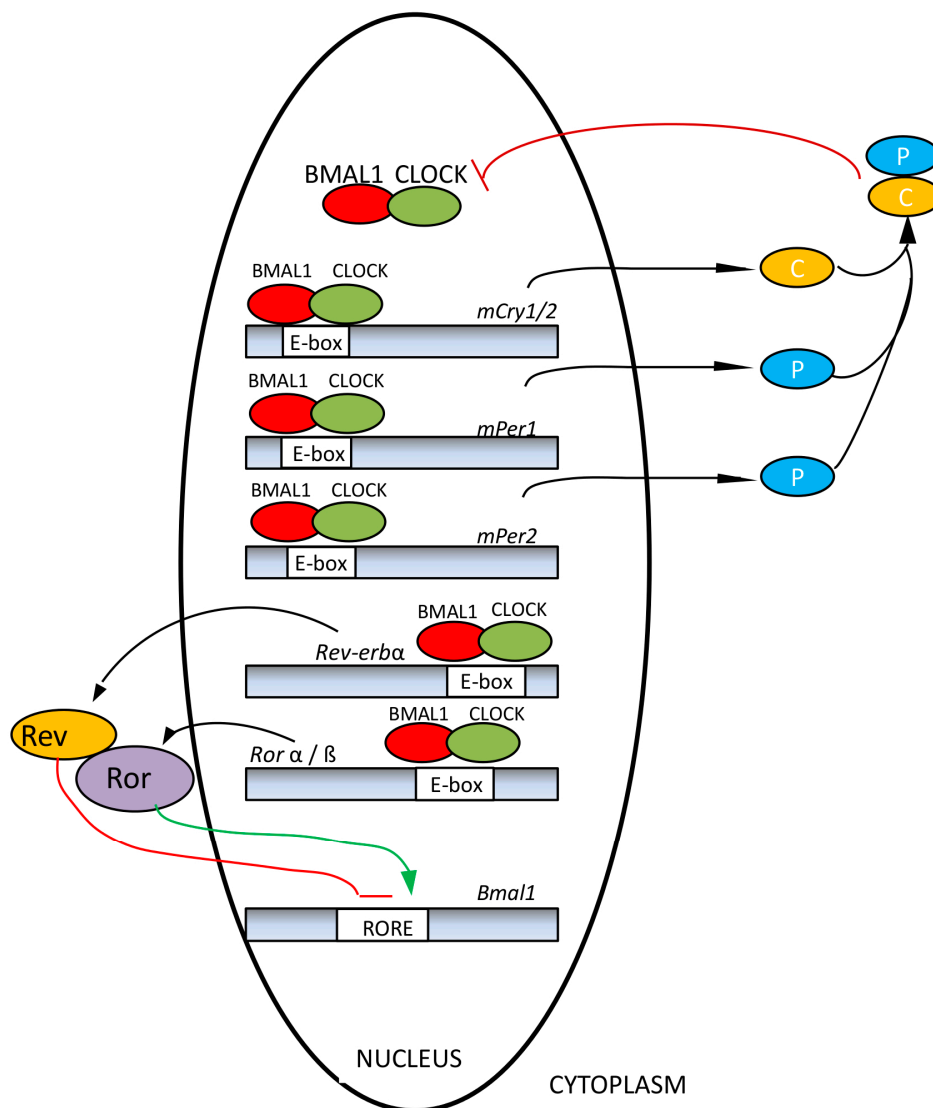 P
C
BMAL1 CLOCK
BMAL1 CLOCK
C
mCry1/2
E-box
BMAL1 CLOCK
P
mPer1
E-box
BMAL1 CLOCK
P
mPer2
E-box
BMAL1 CLOCK
Rev-erbα
E-box
Rev
BMAL1 CLOCK
Ror α / ß
Ror
E-box
Bmal1
RORE
NUCLEUS
CYTOPLASM